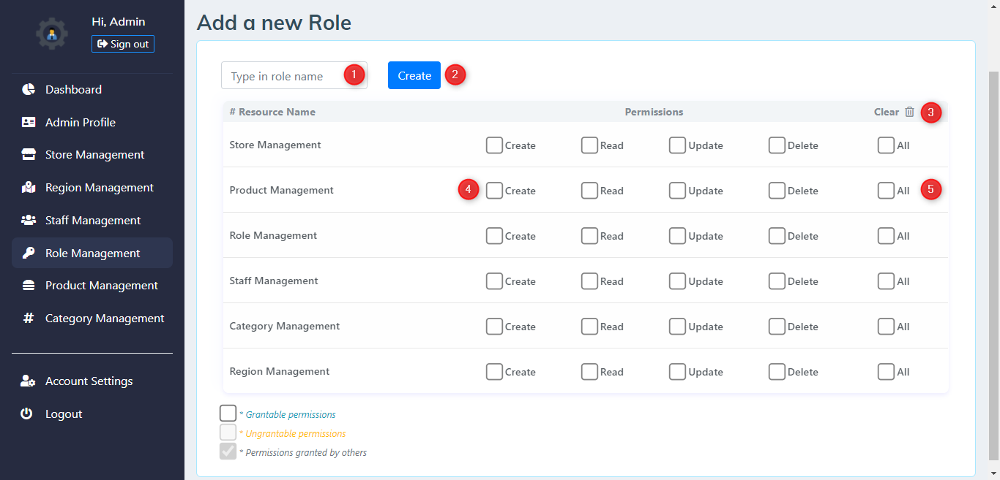 Hi, Admin
Sign out
Dashboard
Admin Profile
Store Management
Region Management
Staff Management
Role Management
Product Management
# Category Management
Account Settings
Logout
Add a new Role
Type in role name 1 Create 2
# Resource Name Permissions Clear 3
Store Management Create Read Update Delete All
Product Management 4 Create Read Update Delete All 5
Role Management Create Read Update Delete All
Staff Management Create Read Update Delete All
Category Management Create Read Update Delete All
Region Management Create Read Update Delete All
* Grantable permissions
* Ungrantable permissions
* Permissions granted by others